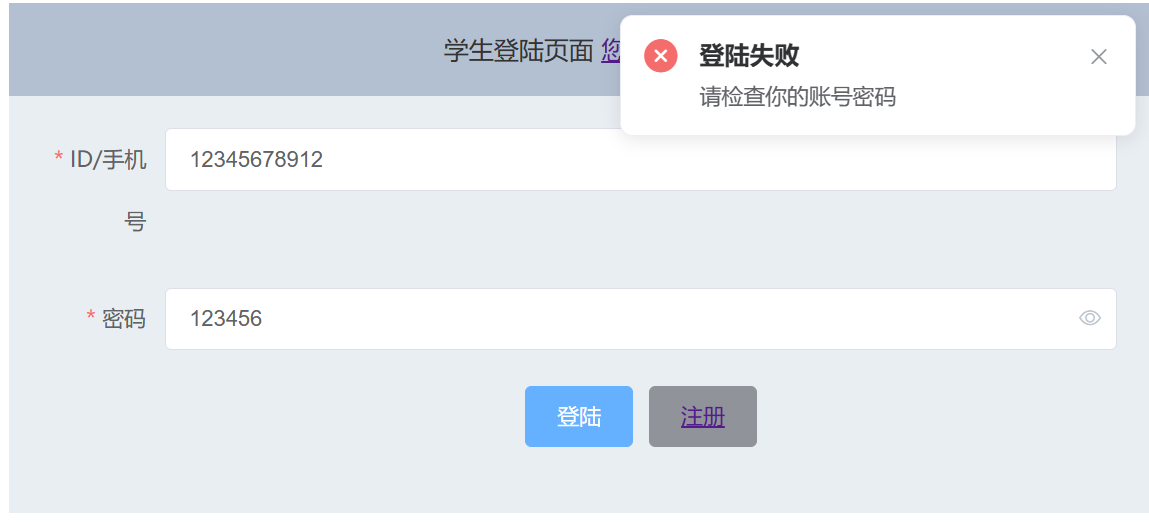 学生登陆页面 您
登陆失败
请检查你的账号密码
* ID/手机
号
12345678912
* 密码
123456
登陆
注册